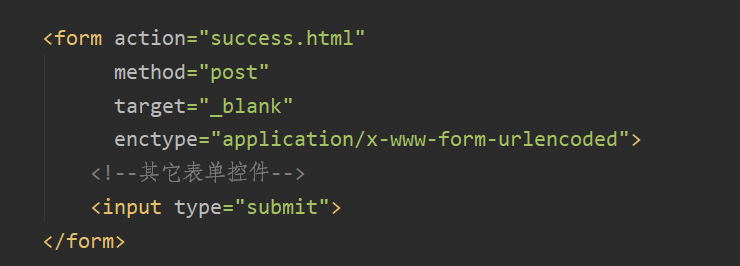 <form action="success.html"
method="post"
target="_blank"
enctype="application/x-www-form-urlencoded">
<!--其它表单控件-->
<input type="submit">
</form>